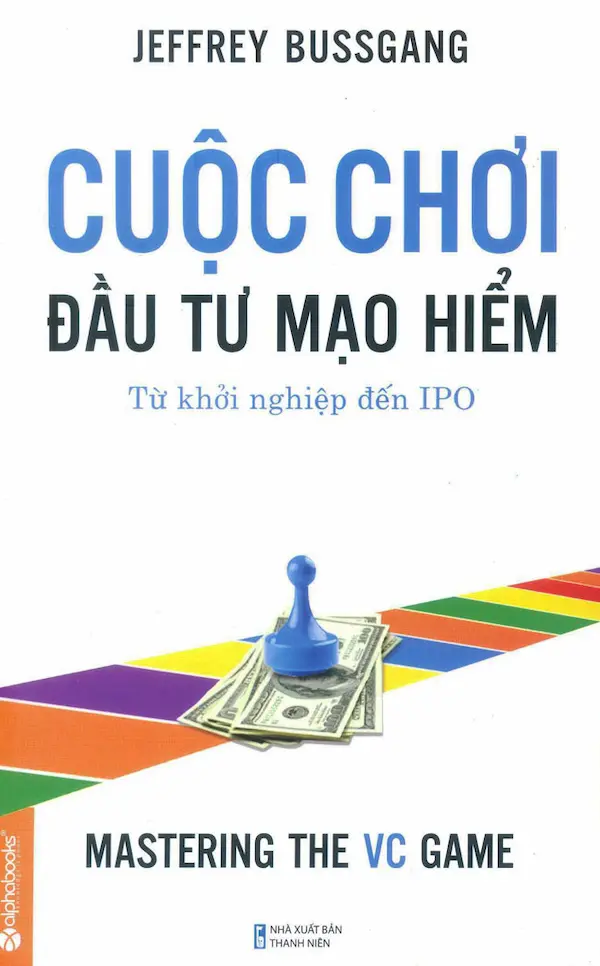 JEFFREY BUSSGANG
CUỘC CHƠI
ĐẦU TƯ MẠO HIỂM
Từ khởi nghiệp đến IPO
100
MASTERING THE VC GAME
alphabooks®
NHÀ XUẤT BẢN
THANH NIÊN